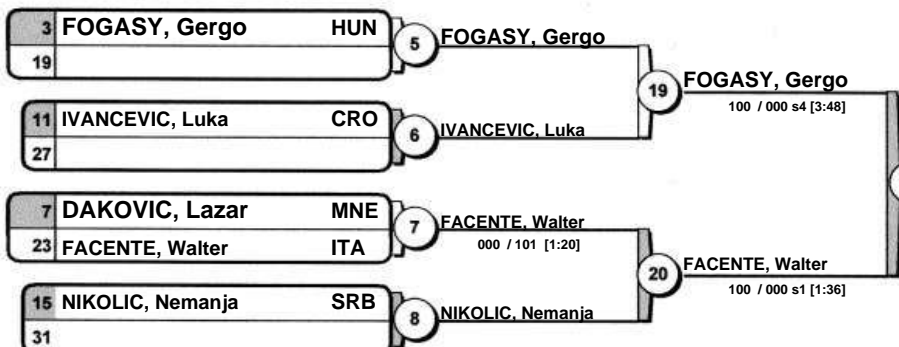 3 FOGASY, Gergo HUN
19
5 FOGASY, Gergo
11 IVANCEVIC, Luka CRO
27
6 IVANCEVIC, Luka
19 FOGASY, Gergo
100 / 000 s4 [3:48]
7 DAKOVIC, Lazar MNE
23 FACENTE, Walter ITA
7 FACENTE, Walter
000 / 101 [1:20]
15 NIKOLIC, Nemanja SRB
31
8 NIKOLIC, Nemanja
20 FACENTE, Walter
100 / 000 s1 [1:36]